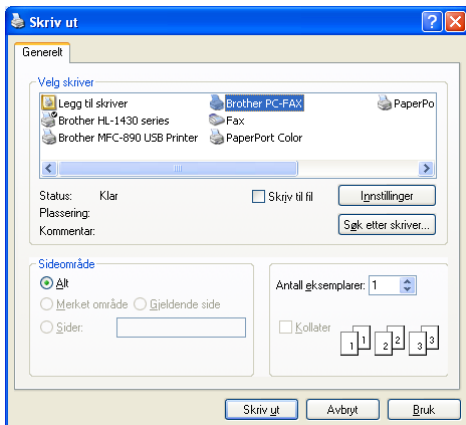 Skriv ut
Generelt
Velg skriver
Legg til skriver
Brother PC-FAX
PaperPo
Brother HL-1430 series
Fax
Brother MFC-890 USB Printer
PaperPort Color
Status: Klar
Skriv til fil
Innstillinger
Plassering:
Kommentar:
Søk etter skriver...
Sideområde
Alt
Antall eksemplarer: 1
Merket område
Gjeldende side
Sider:
Kollater
1 1 2 2 3 3
Skriv ut
Avbryt
Bruk